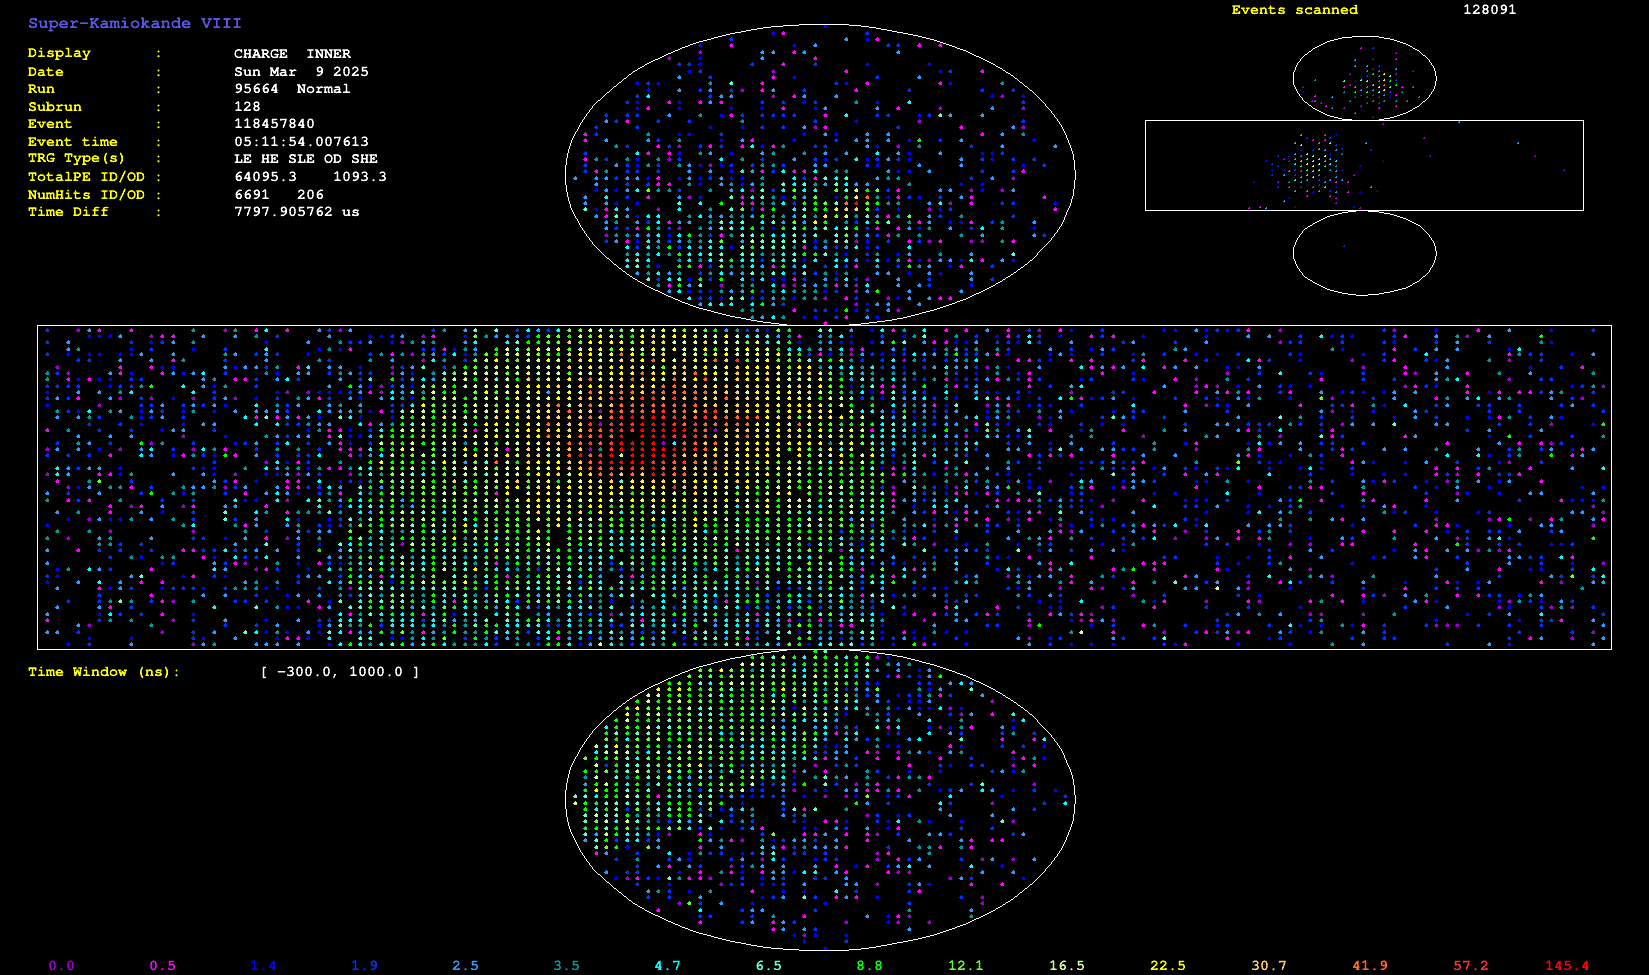 Super-Kamiokande VIII
Events scanned 128091
Display : CHARGE INNER
Date : Sun Mar 9 2025
Run : 95664 Normal
Subrun : 128
Event : 118457840
Event time : 05:11:54.007613
TRG Type(s) : LE HE SLE OD SHE
TotalPE ID/OD : 64095.3 1093.3
NumHits ID/OD : 6691 206
Time Diff : 7797.905762 us
Time Window (ns): [ -300.0, 1000.0 ]
0.0 0.5 1.4 1.9 2.5 3.5 4.7 6.5 8.8 12.1 16.5 22.5 30.7 41.9 57.2 145.4